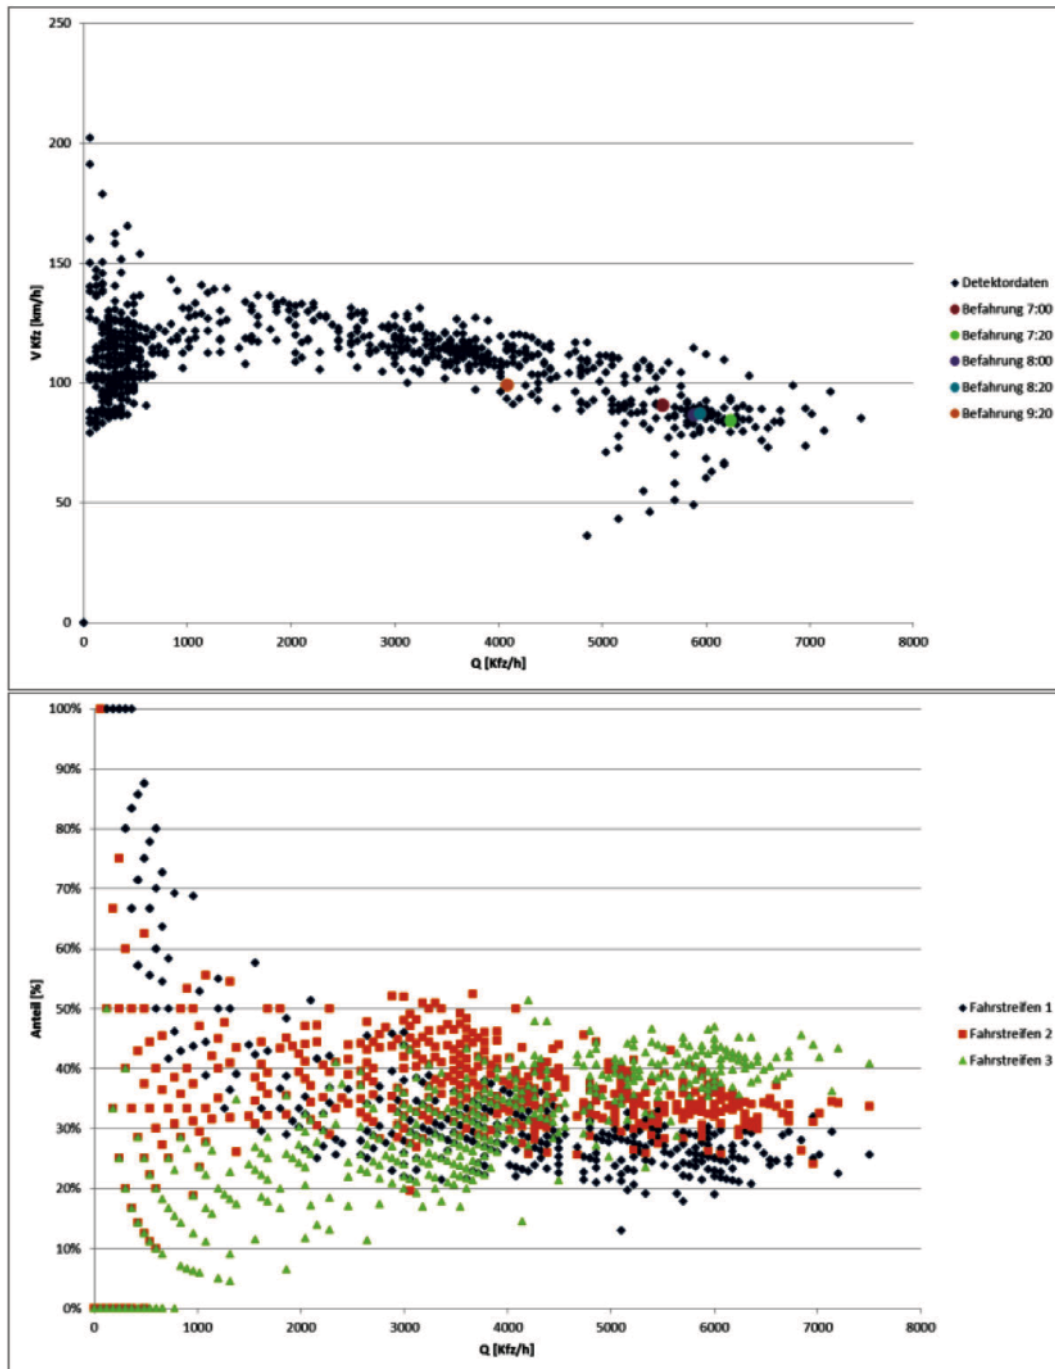 250
200
150
100
50
0
V Kfz [km/h]
0 1000 2000 3000 4000 5000 6000 7000 8000
Q [Kfz/h]
Detektordaten
Befahrung 7:00
Befahrung 7:20
Befahrung 8:00
Befahrung 8:20
Befahrung 9:20
100%
90%
80%
70%
60%
50%
40%
30%
20%
10%
0%
Anteil [%]
0 1000 2000 3000 4000 5000 6000 7000 8000
Q [Kfz/h]
Fahrstreifen 1
Fahrstreifen 2
Fahrstreifen 3